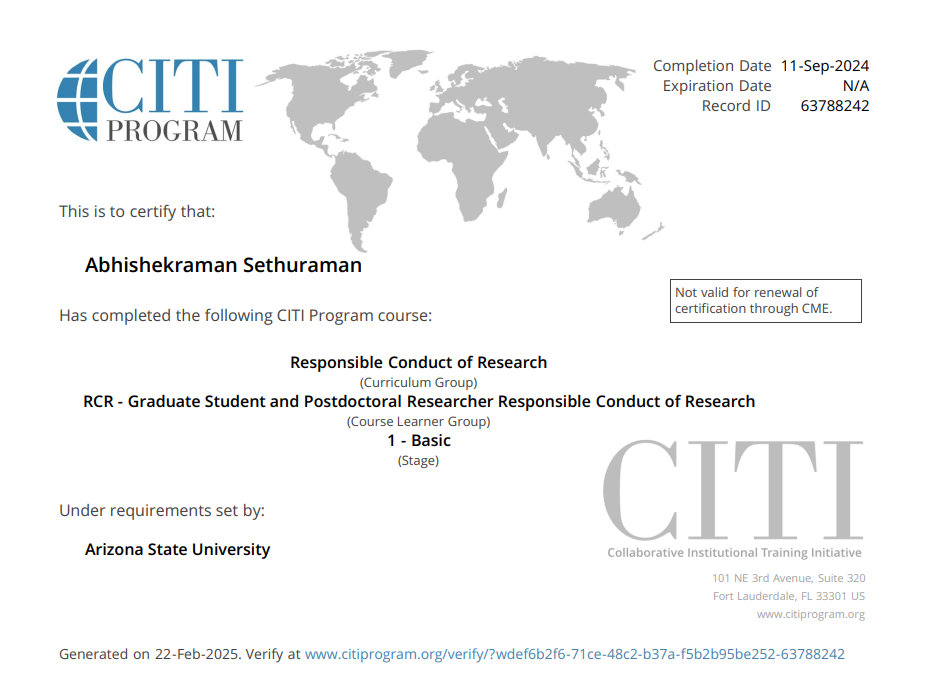 CITI
PROGRAM
Completion Date 11-Sep-2024
Expiration Date N/A
Record ID 63788242
This is to certify that:
Abhishekraman Sethuraman
Not valid for renewal of
certification through CME.
Has completed the following CITI Program course:
Responsible Conduct of Research
(Curriculum Group)
RCR - Graduate Student and Postdoctoral Researcher Responsible Conduct of Research
(Course Learner Group)
1 - Basic
(Stage)
Under requirements set by:
Arizona State University
CITI
Collaborative Institutional Training Initiative
101 NE 3rd Avenue, Suite 320
Fort Lauderdale, FL 33301 US
www.citiprogram.org
Generated on 22-Feb-2025. Verify at www.citiprogram.org/verify/?wdef6b2f6-71ce-48c2-b37a-f5b2b95be252-63788242